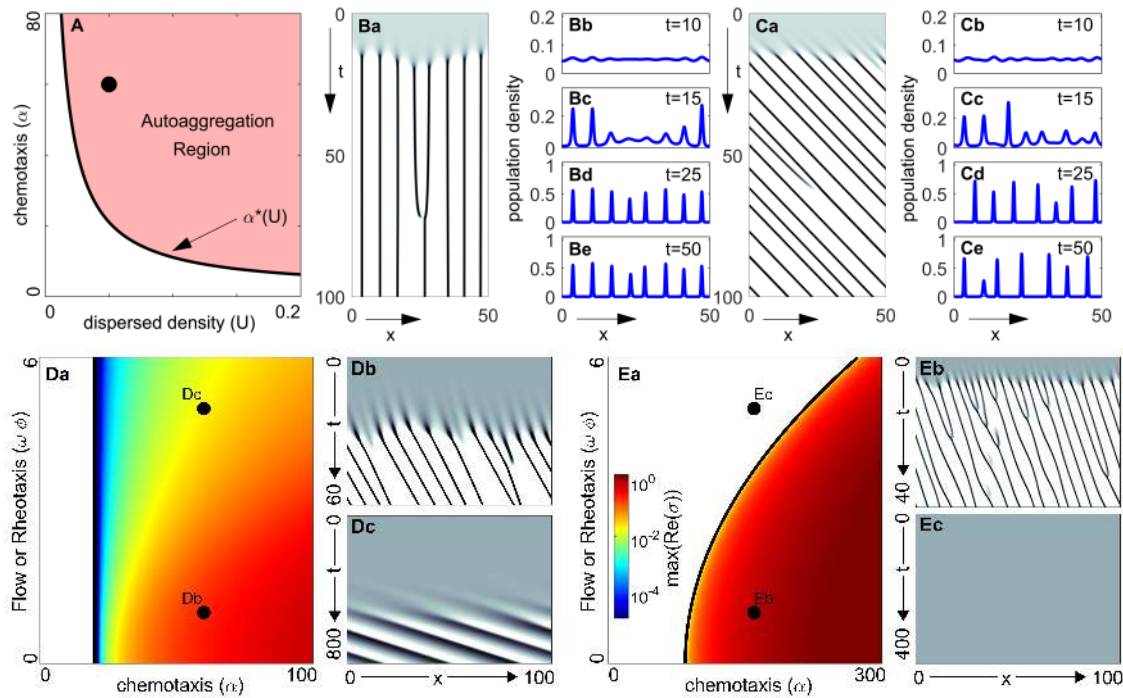 80
A
chemotaxis (α)
Autoaggregation
Region
α*(U)
0
0
dispersed density (U)
0.2
0
Ba
t
50
100
0
50
x
population density
0.2
0.1
0
Bb
t=10
0.2
0.1
0
Bc
t=15
1
0.5
0
Bd
t=25
1
0.5
0
Be
t=50
0
50
x
0
Ca
t
50
100
0
50
x
population density
0.2
0.1
0
Cb
t=10
0.2
0.1
0
Cc
t=15
1
0.5
0
Cd
t=25
1
0.5
0
Ce
t=50
0
50
x
6
Da
Flow or Rheotaxis (ω ϕ)
Dc
Db
0
0
chemotaxis (α)
100
Db
0
t
60
Dc
0
t
800
0
x
100
6
Ea
Flow or Rheotaxis (ω ϕ)
Ec
Eb
10^0
10^-2
10^-4
max(Re(σ))
0
0
chemotaxis (α)
300
Eb
0
t
40
Ec
0
t
400
0
x
100